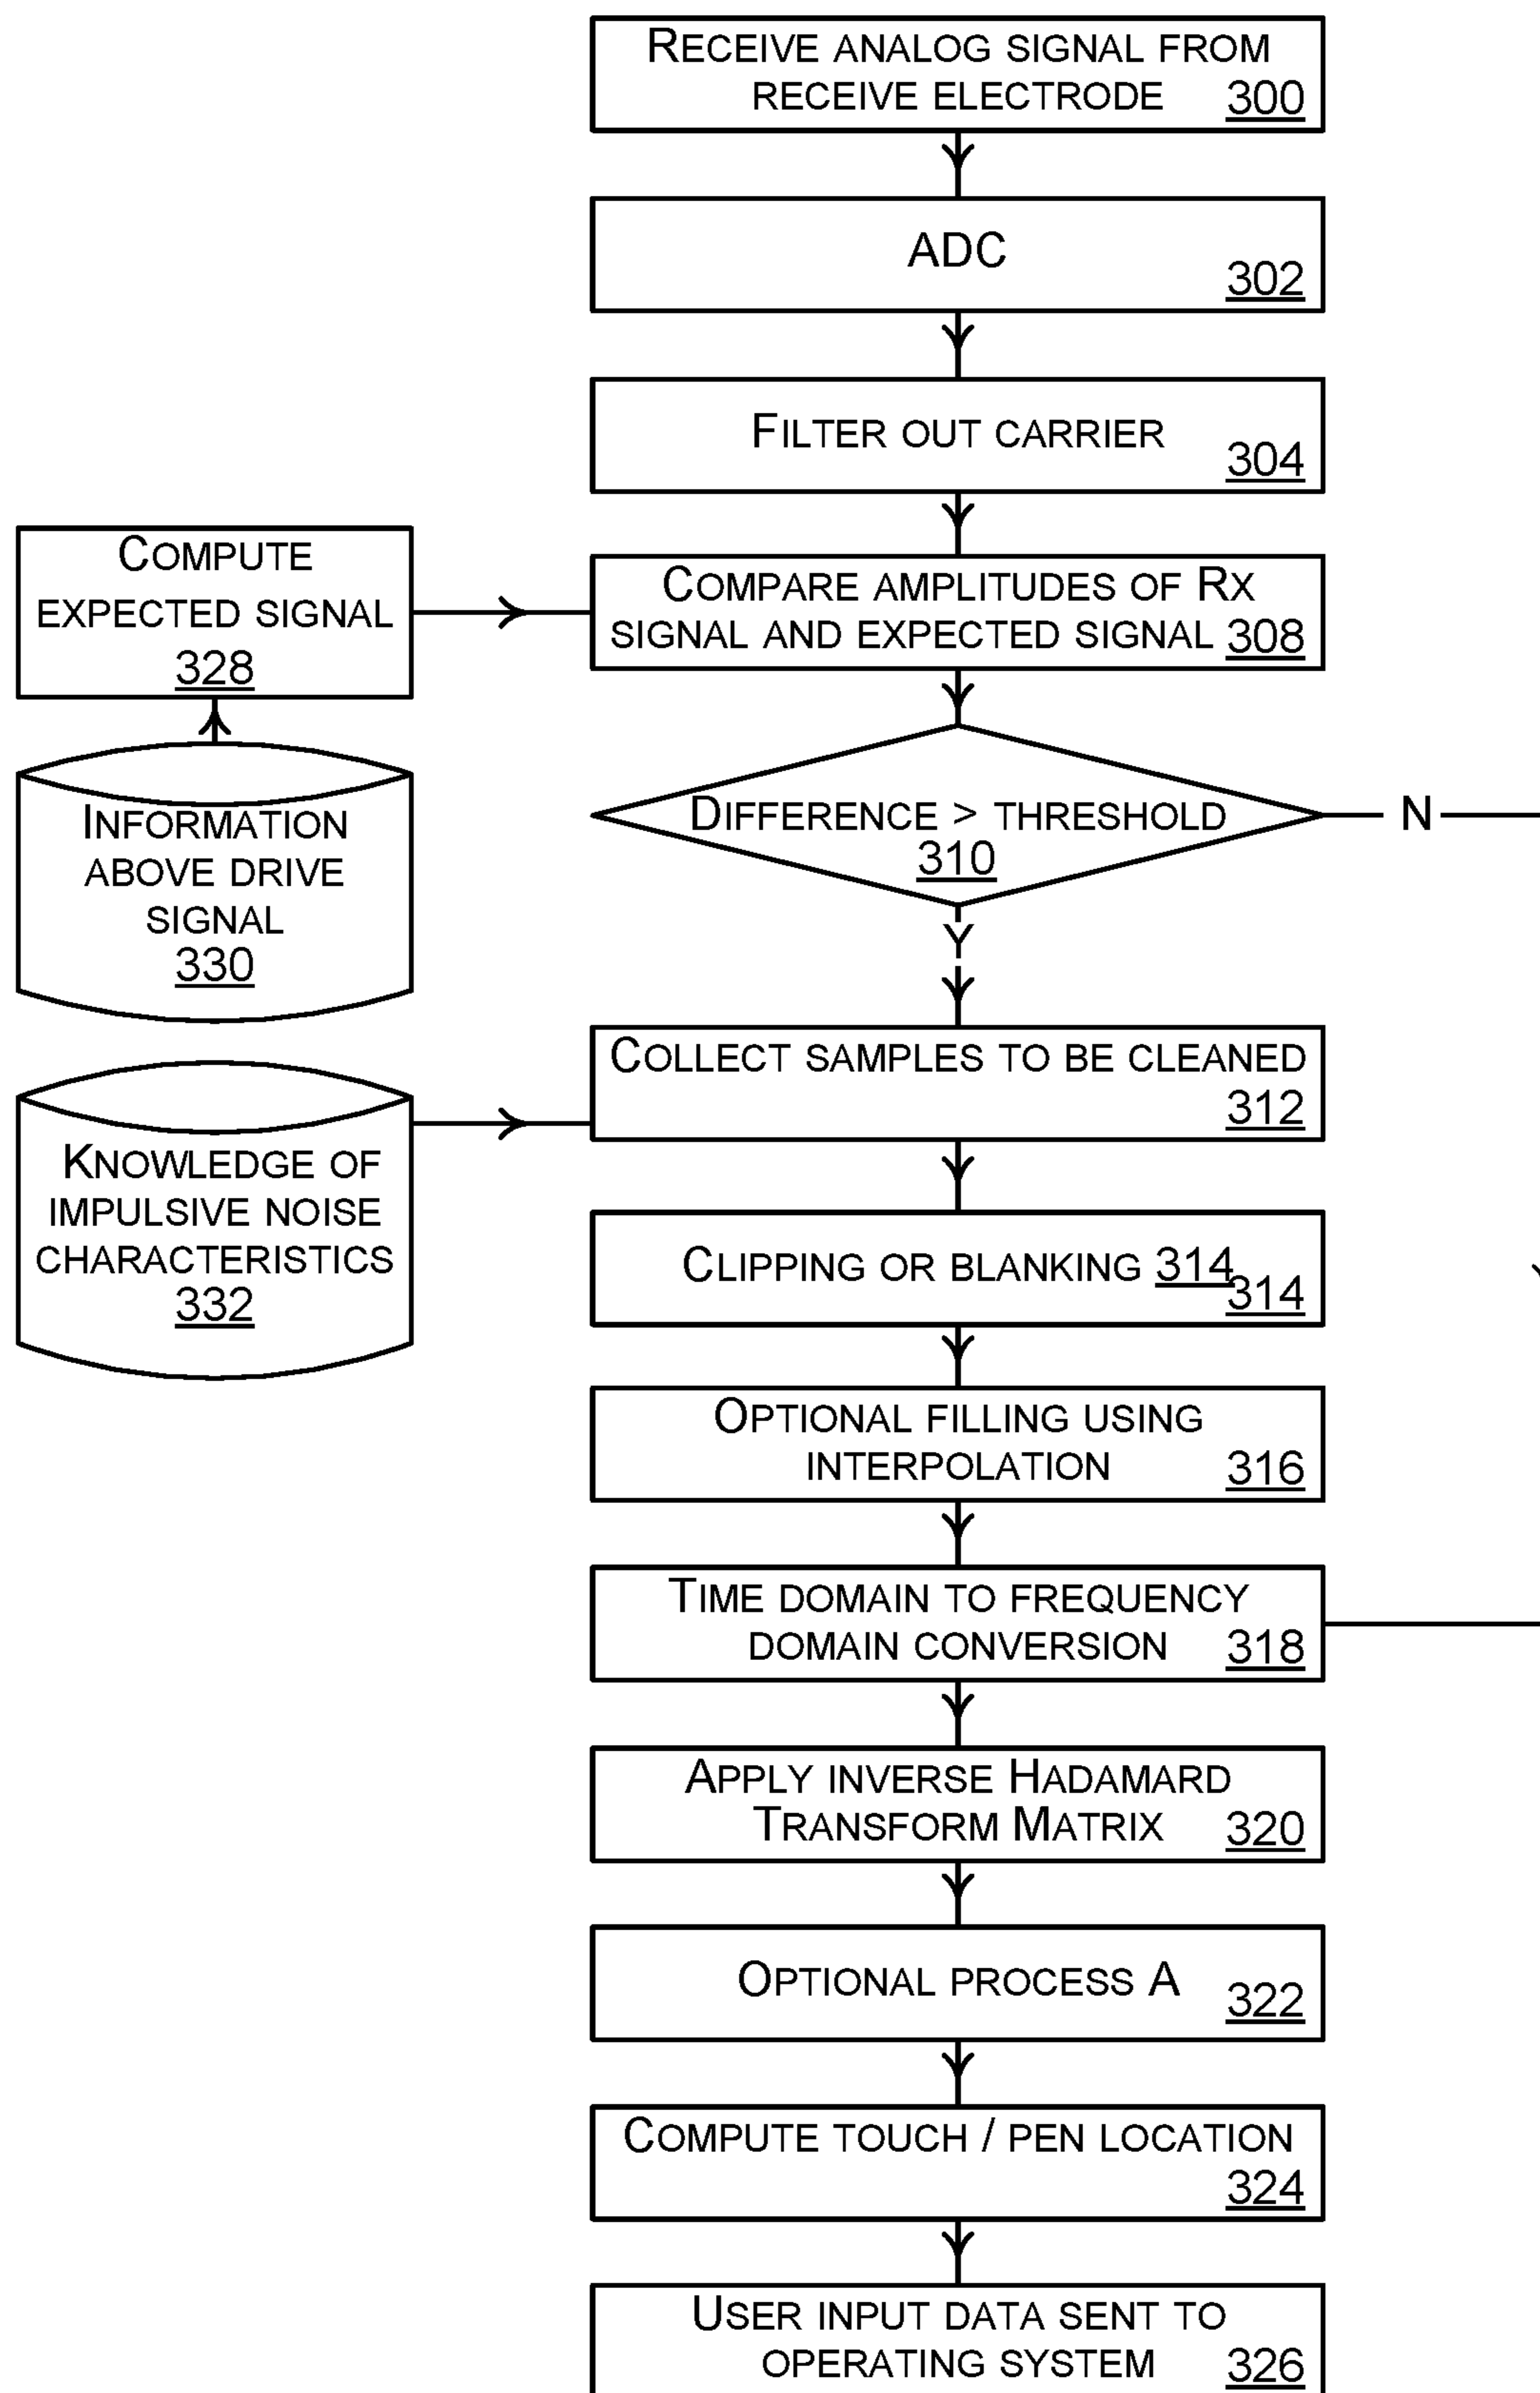 RECEIVE ANALOG SIGNAL FROM
RECEIVE ELECTRODE 300
ADC
302
FILTER OUT CARRIER
304
COMPUTE
EXPECTED SIGNAL
328
COMPARE AMPLITUDES OF RX
SIGNAL AND EXPECTED SIGNAL 308
INFORMATION
ABOVE DRIVE
SIGNAL
330
DIFFERENCE > THRESHOLD
310
N
Y
COLLECT SAMPLES TO BE CLEANED
312
KNOWLEDGE OF
IMPULSIVE NOISE
CHARACTERISTICS
332
CLIPPING OR BLANKING 314
314
OPTIONAL FILLING USING
INTERPOLATION 316
TIME DOMAIN TO FREQUENCY
DOMAIN CONVERSION 318
APPLY INVERSE HADAMARD
TRANSFORM MATRIX 320
OPTIONAL PROCESS A 322
COMPUTE TOUCH / PEN LOCATION
324
USER INPUT DATA SENT TO
OPERATING SYSTEM 326